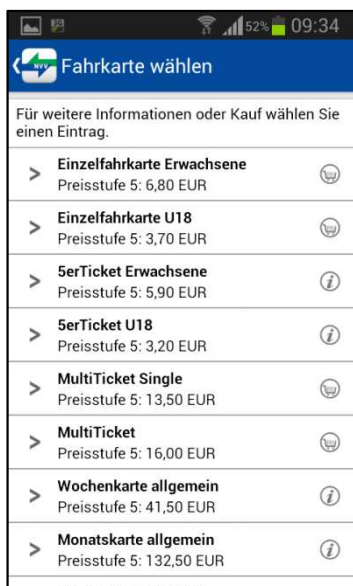 3G
52%
09:34
NVV
Fahrkarte wählen
Für weitere Informationen oder Kauf wählen Sie
einen Eintrag.
Einzelfahrkarte Erwachsene
Preisstufe 5: 6,80 EUR
Einzelfahrkarte U18
Preisstufe 5: 3,70 EUR
5erTicket Erwachsene
Preisstufe 5: 5,90 EUR
5erTicket U18
Preisstufe 5: 3,20 EUR
MultiTicket Single
Preisstufe 5: 13,50 EUR
MultiTicket
Preisstufe 5: 16,00 EUR
Wochenkarte allgemein
Preisstufe 5: 41,50 EUR
Monatskarte allgemein
Preisstufe 5: 132,50 EUR